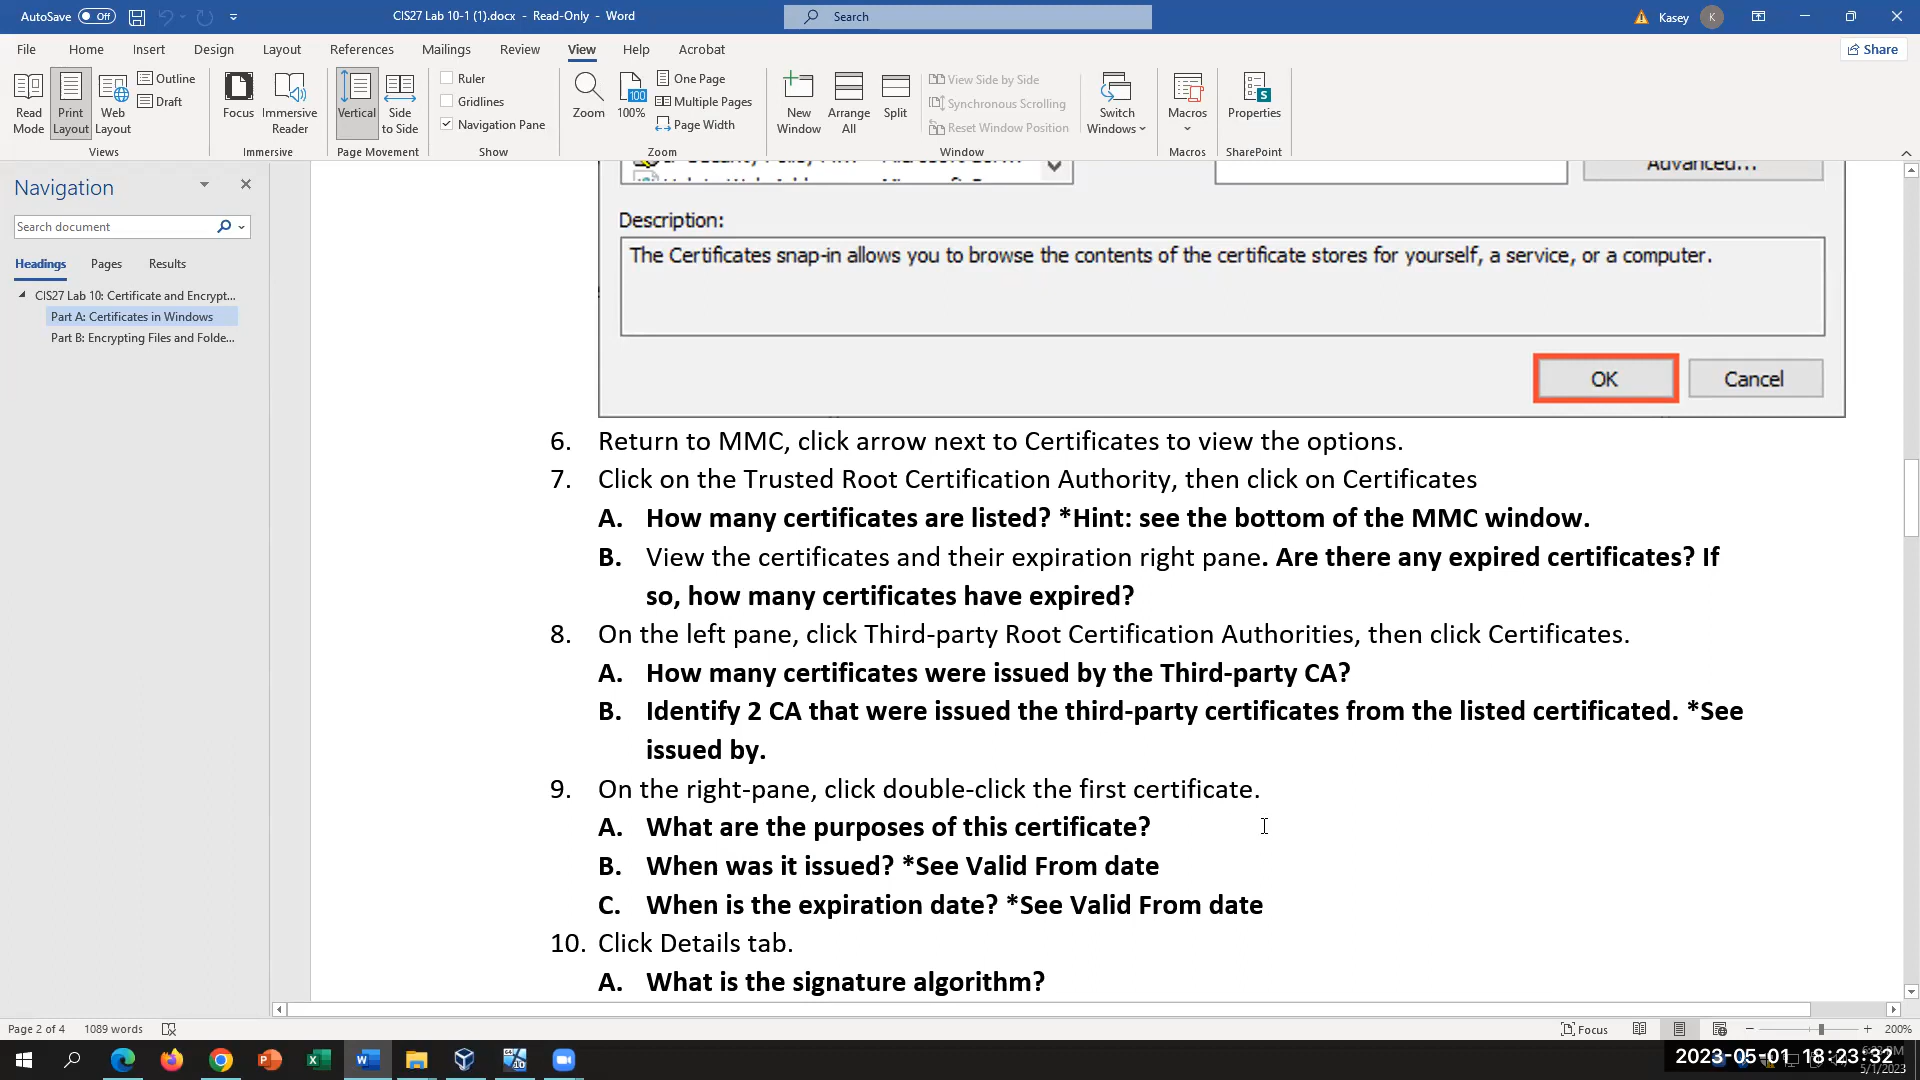 AutoSave Off CIS27 Lab 10-1 (1).docx - Read-Only - Word Search Kasey K
File Home Insert Design Layout References Mailings Review View Help Acrobat Share
Read Mode
Print Layout
Web Layout
Outline
Draft
Views
Focus
Immersive Reader
Immersive
Vertical
Side to Side
Page Movement
Ruler
Gridlines
Navigation Pane
Show
Zoom
100
100%
One Page
Multiple Pages
Page Width
Zoom
New Window
Arrange All
Split
View Side by Side
Synchronous Scrolling
Reset Window Position
Window
Switch Windows
Macros
Macros
Properties
SharePoint
Navigation
Search document
Headings Pages Results
CIS27 Lab 10: Certificate and Encrypt...
Part A: Certificates in Windows
Part B: Encrypting Files and Folde...
Advanced...
Description:
The Certificates snap-in allows you to browse the contents of the certificate stores for yourself, a service, or a computer.
OK Cancel
6. Return to MMC, click arrow next to Certificates to view the options.
7. Click on the Trusted Root Certification Authority, then click on Certificates
A. How many certificates are listed? *Hint: see the bottom of the MMC window.
B. View the certificates and their expiration right pane. Are there any expired certificates? If
so, how many certificates have expired?
8. On the left pane, click Third-party Root Certification Authorities, then click Certificates.
A. How many certificates were issued by the Third-party CA?
B. Identify 2 CA that were issued the third-party certificates from the listed certificated. *See
issued by.
9. On the right-pane, click double-click the first certificate.
A. What are the purposes of this certificate?
B. When was it issued? *See Valid From date
C. When is the expiration date? *See Valid From date
10. Click Details tab.
A. What is the signature algorithm?
Page 2 of 4 1089 words Focus 200%
2023-05-01 18:23:32
5/1/2023